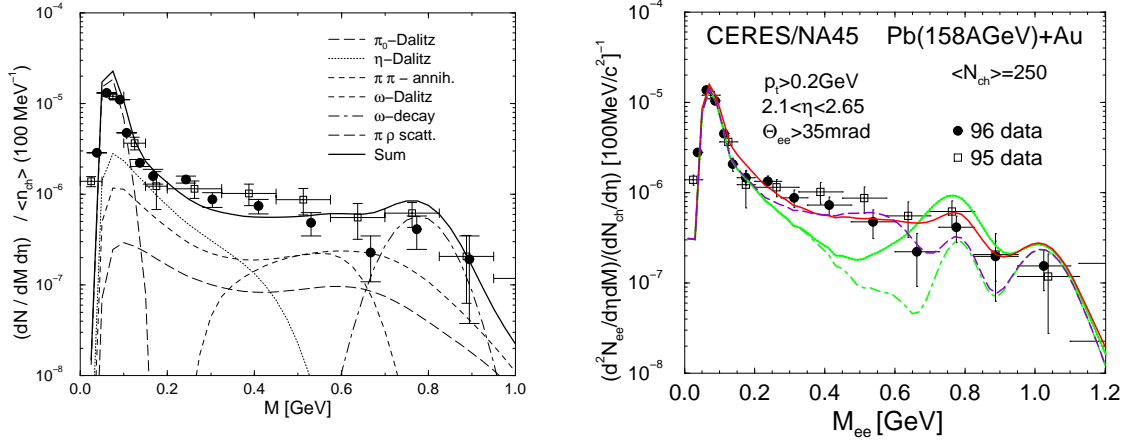 (dN / dM dη) / <n_ch> (100 MeV⁻¹)
10⁻⁵
10⁻⁶
10⁻⁷
10⁻⁸
π₀−Dalitz
η−Dalitz
π π − annih.
ω−Dalitz
ω−decay
π ρ scatt.
Sum
0.0 0.2 0.4 0.6 0.8 1.0
M [GeV]
(d²N_ee/dηdM)/(dN_ch/dη) [100MeV/c²]⁻¹
10⁻⁴
10⁻⁵
10⁻⁶
10⁻⁷
10⁻⁸
CERES/NA45 Pb(158AGeV)+Au
p_t>0.2GeV
2.1<η<2.65
Θ_ee>35mrad
<N_ch>=250
96 data
95 data
0.0 0.2 0.4 0.6 0.8 1.0 1.2
M_ee [GeV]